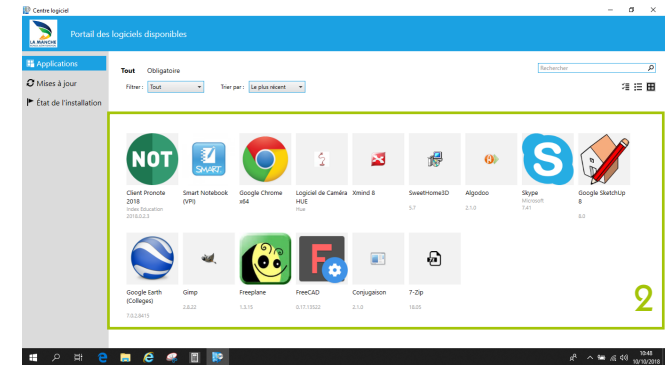 Centre logiciel
LA MANCHE
Portail des logiciels disponibles
Applications
Mises à jour
État de l'installation
Tout Obligatoire
Rechercher
Filtrer : Tout Trier par : Le plus récent
NOT
SMART
Client Pronote 2018
Index Education
2018.0.2.3
Smart Notebook (VPI)
Google Chrome x64
Logiciel de Caméra HUE
Hue
Xmind 8
SweetHome3D
5.7
Algodoo
2.1.0
Skype
Microsoft
7.41
Google SketchUp 8
8.0
Google Earth (Colleges)
7.0.2.8415
Gimp
2.8.22
Freeplane
1.3.15
FreeCAD
0.17.13522
Conjugaison
2.1.0
7-Zip
18.05
2
10:48
10/10/2018